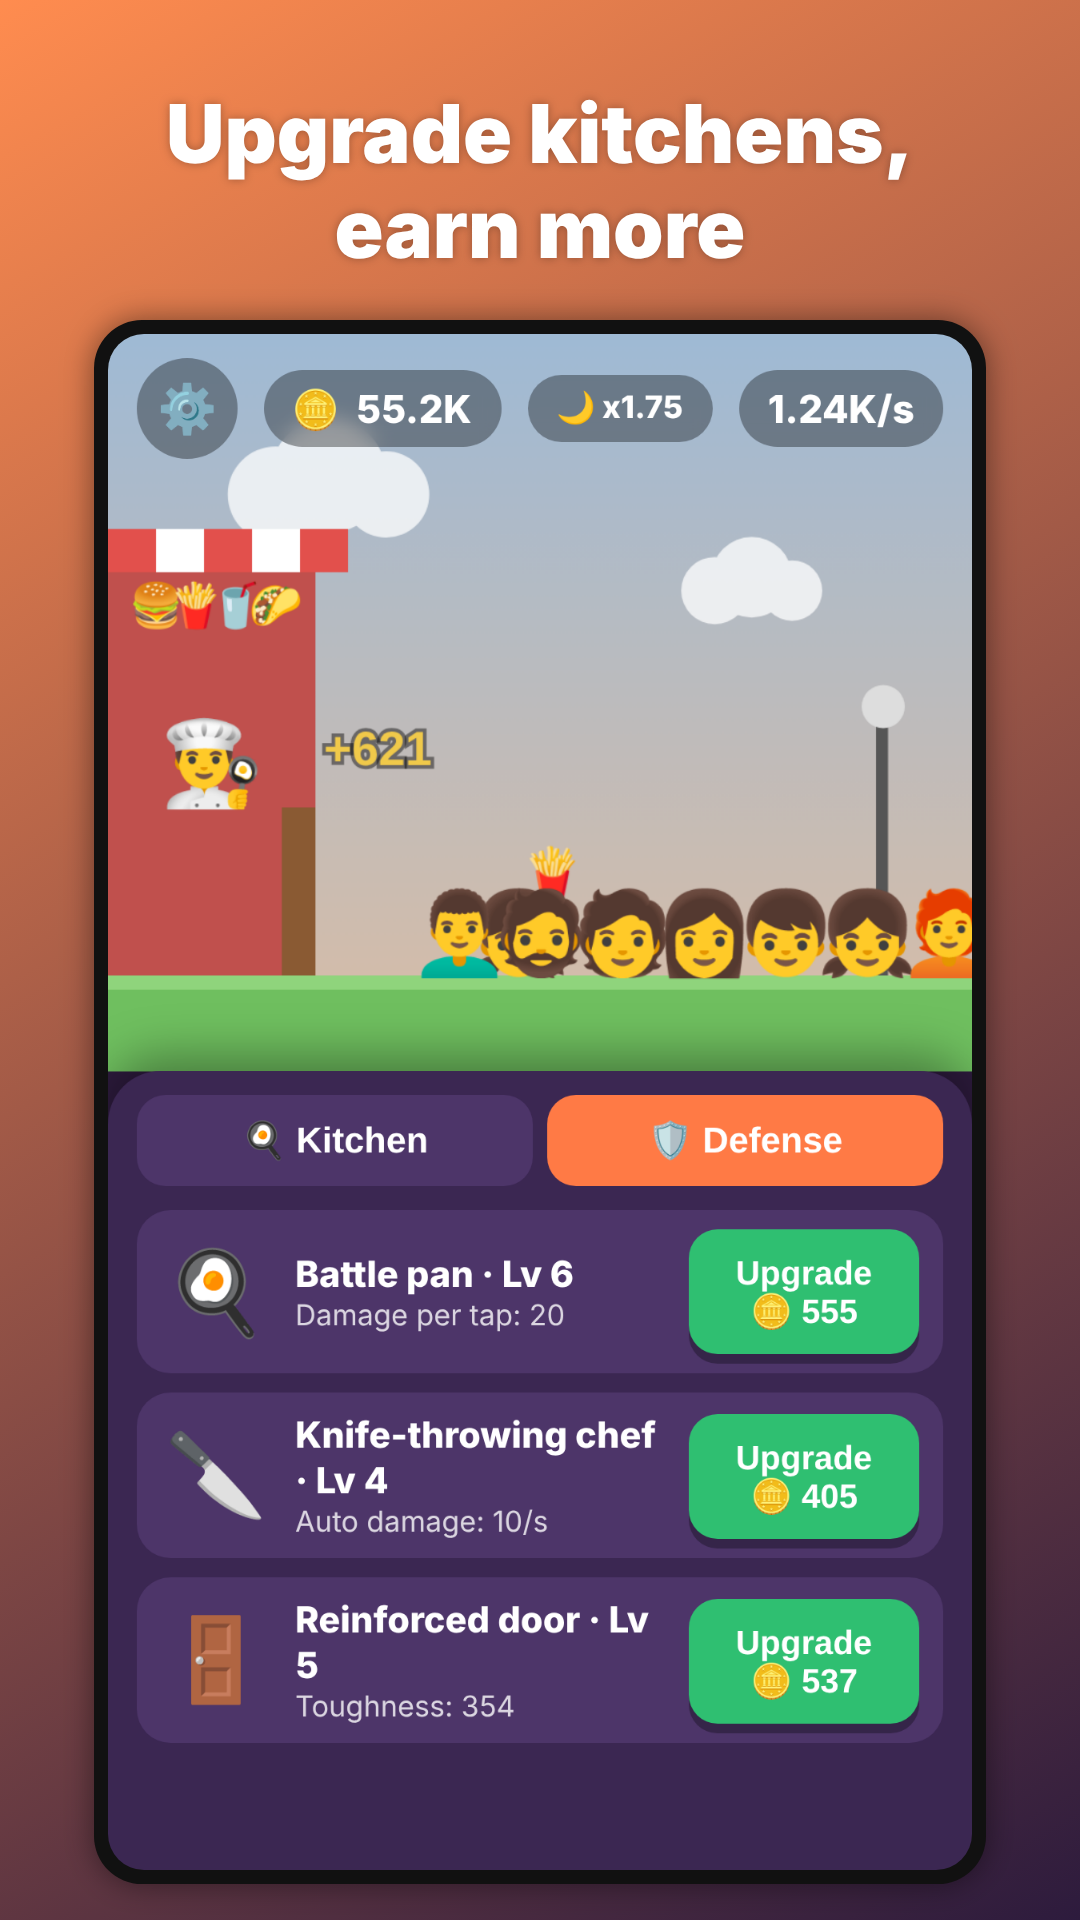 Upgrade kitchens,
earn more
55.2K
x1.75
1.24K/s
+621
Kitchen
Defense
Battle pan · Lv 6
Damage per tap: 20
Upgrade
555
Knife-throwing chef
· Lv 4
Auto damage: 10/s
Upgrade
405
Reinforced door · Lv
5
Toughness: 354
Upgrade
537